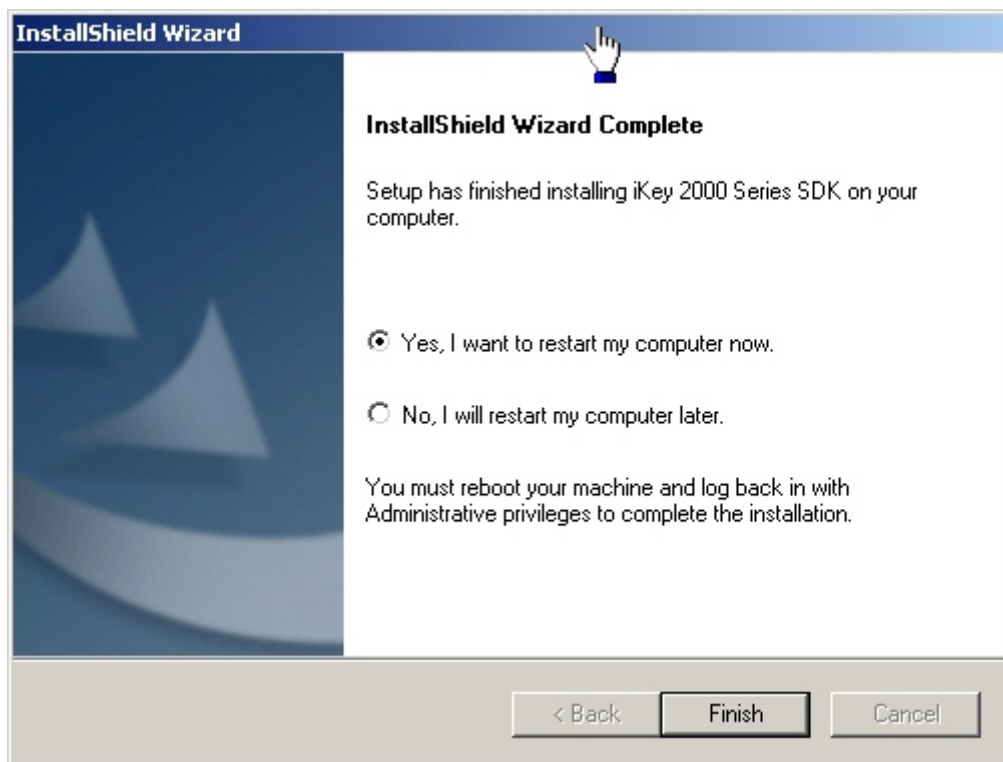 InstallShield Wizard
InstallShield Wizard Complete
Setup has finished installing iKey 2000 Series SDK on your
computer.
Yes, I want to restart my computer now.
No, I will restart my computer later.
You must reboot your machine and log back in with
Administrative privileges to complete the installation.
< Back
Finish
Cancel